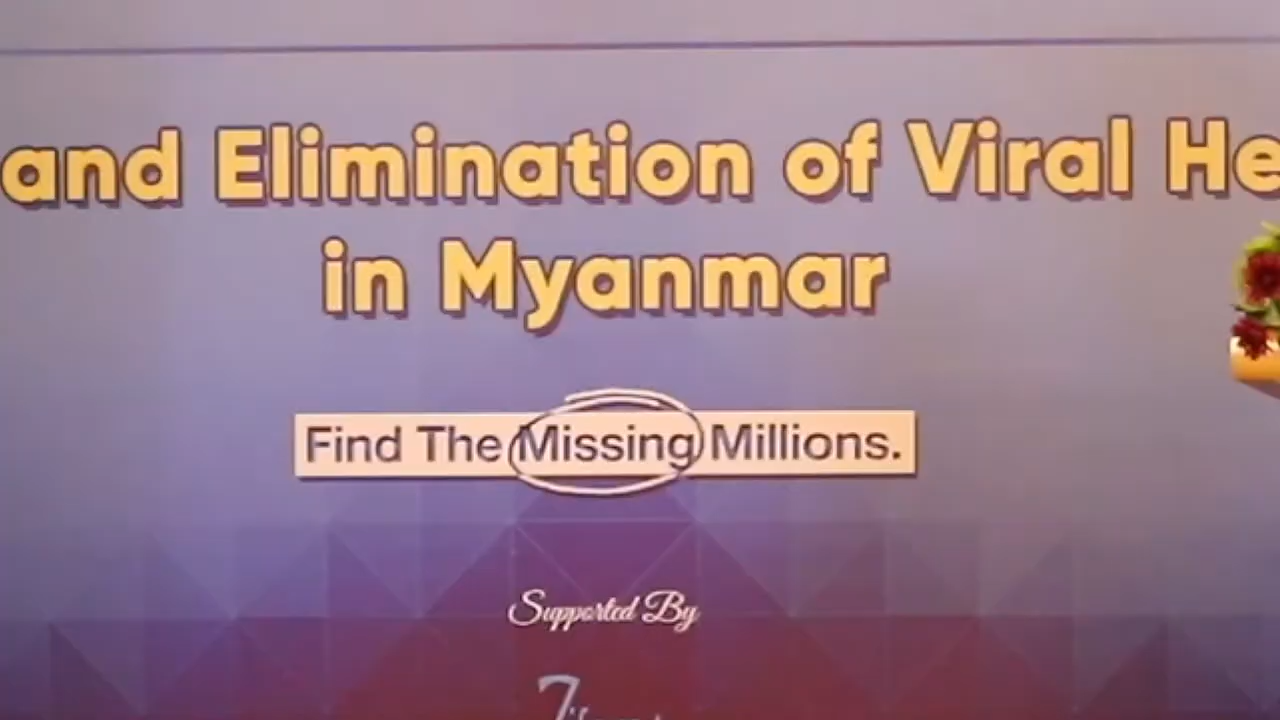 and Elimination of Viral He
in Myanmar
Find The Missing Millions.
Supported By